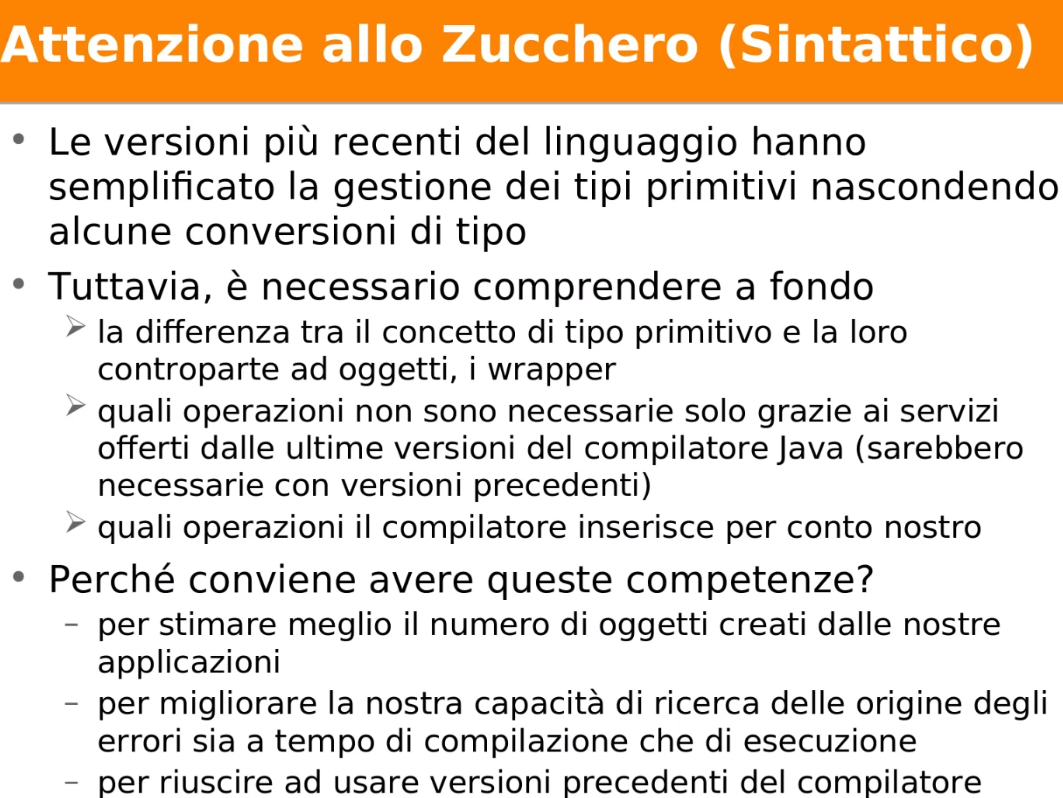 Attenzione allo Zucchero (Sintattico)
• Le versioni più recenti del linguaggio hanno
semplificato la gestione dei tipi primitivi nascondendo
alcune conversioni di tipo
• Tuttavia, è necessario comprendere a fondo
➢ la differenza tra il concetto di tipo primitivo e la loro
controparte ad oggetti, i wrapper
➢ quali operazioni non sono necessarie solo grazie ai servizi
offerti dalle ultime versioni del compilatore Java (sarebbero
necessarie con versioni precedenti)
➢ quali operazioni il compilatore inserisce per conto nostro
• Perché conviene avere queste competenze?
– per stimare meglio il numero di oggetti creati dalle nostre
applicazioni
– per migliorare la nostra capacità di ricerca delle origine degli
errori sia a tempo di compilazione che di esecuzione
– per riuscire ad usare versioni precedenti del compilatore